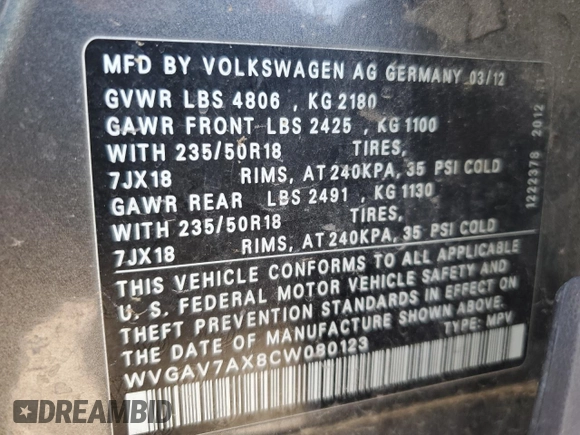 MFD BY VOLKSWAGEN AG GERMANY 03/12
GVWR LBS 4806 , KG 2180
GAWR FRONT LBS 2425 , KG 1100
WITH 235/50R18 TIRES,
7JX18 RIMS, AT 240KPA, 35 PSI COLD
GAWR REAR LBS 2491 , KG 1130
WITH 235/50R18 TIRES,
7JX18 RIMS, AT 240KPA, 35 PSI COLD
THIS VEHICLE CONFORMS TO ALL APPLICABLE
U. S. FEDERAL MOTOR VEHICLE SAFETY AND
THEFT PREVENTION STANDARDS IN EFFECT ON
THE DATE OF MANUFACTURE SHOWN ABOVE.
WVGAV7AX8CW080123 TYPE: MPV
1222378 2012
DREAMBID